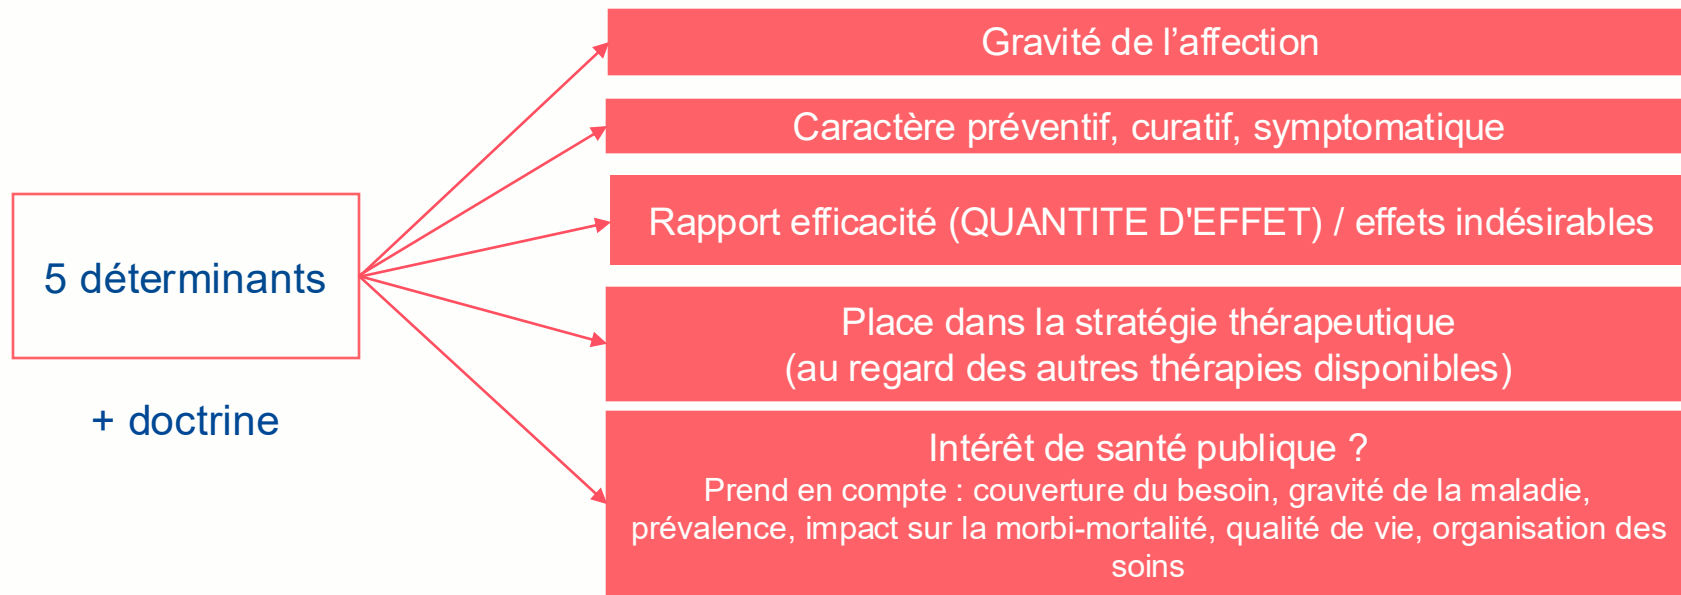 Gravité de l’affection
Caractère préventif, curatif, symptomatique
Rapport efficacité (QUANTITE D'EFFET) / effets indésirables
5 déterminants
+ doctrine
Place dans la stratégie thérapeutique
(au regard des autres thérapies disponibles)
Intérêt de santé publique ?
Prend en compte : couverture du besoin, gravité de la maladie,
prévalence, impact sur la morbi-mortalité, qualité de vie, organisation des
soins